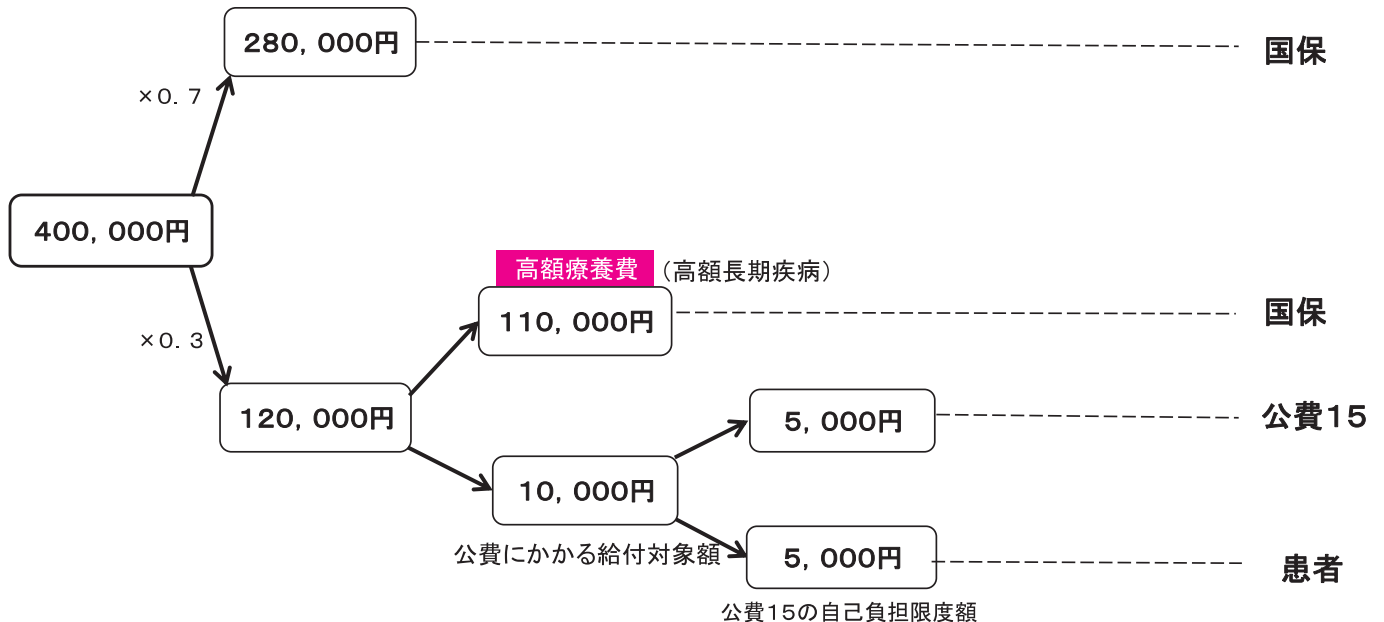 280, 000円
国保
×0. 7
400, 000円
高額療養費 (高額長期疾病)
110, 000円
国保
×0. 3
120, 000円
5, 000円
公費15
10, 000円
公費にかかる給付対象額
5, 000円
患者
公費15の自己負担限度額